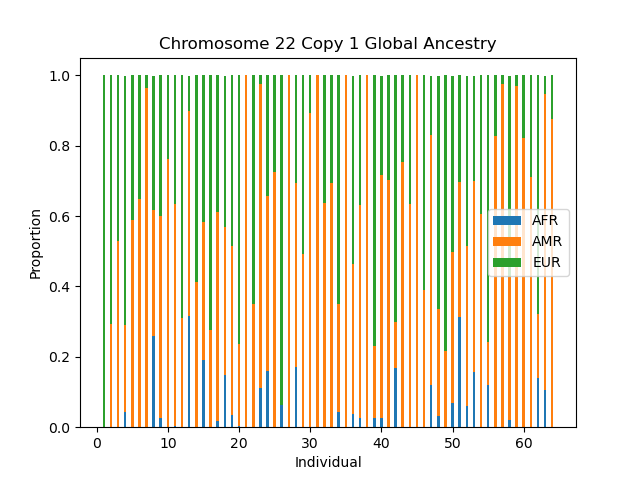 Chromosome 22 Copy 1 Global Ancestry
1.0
0.8
0.6
0.4
0.2
0.0
Proportion
AFR
AMR
EUR
0 10 20 30 40 50 60
Individual